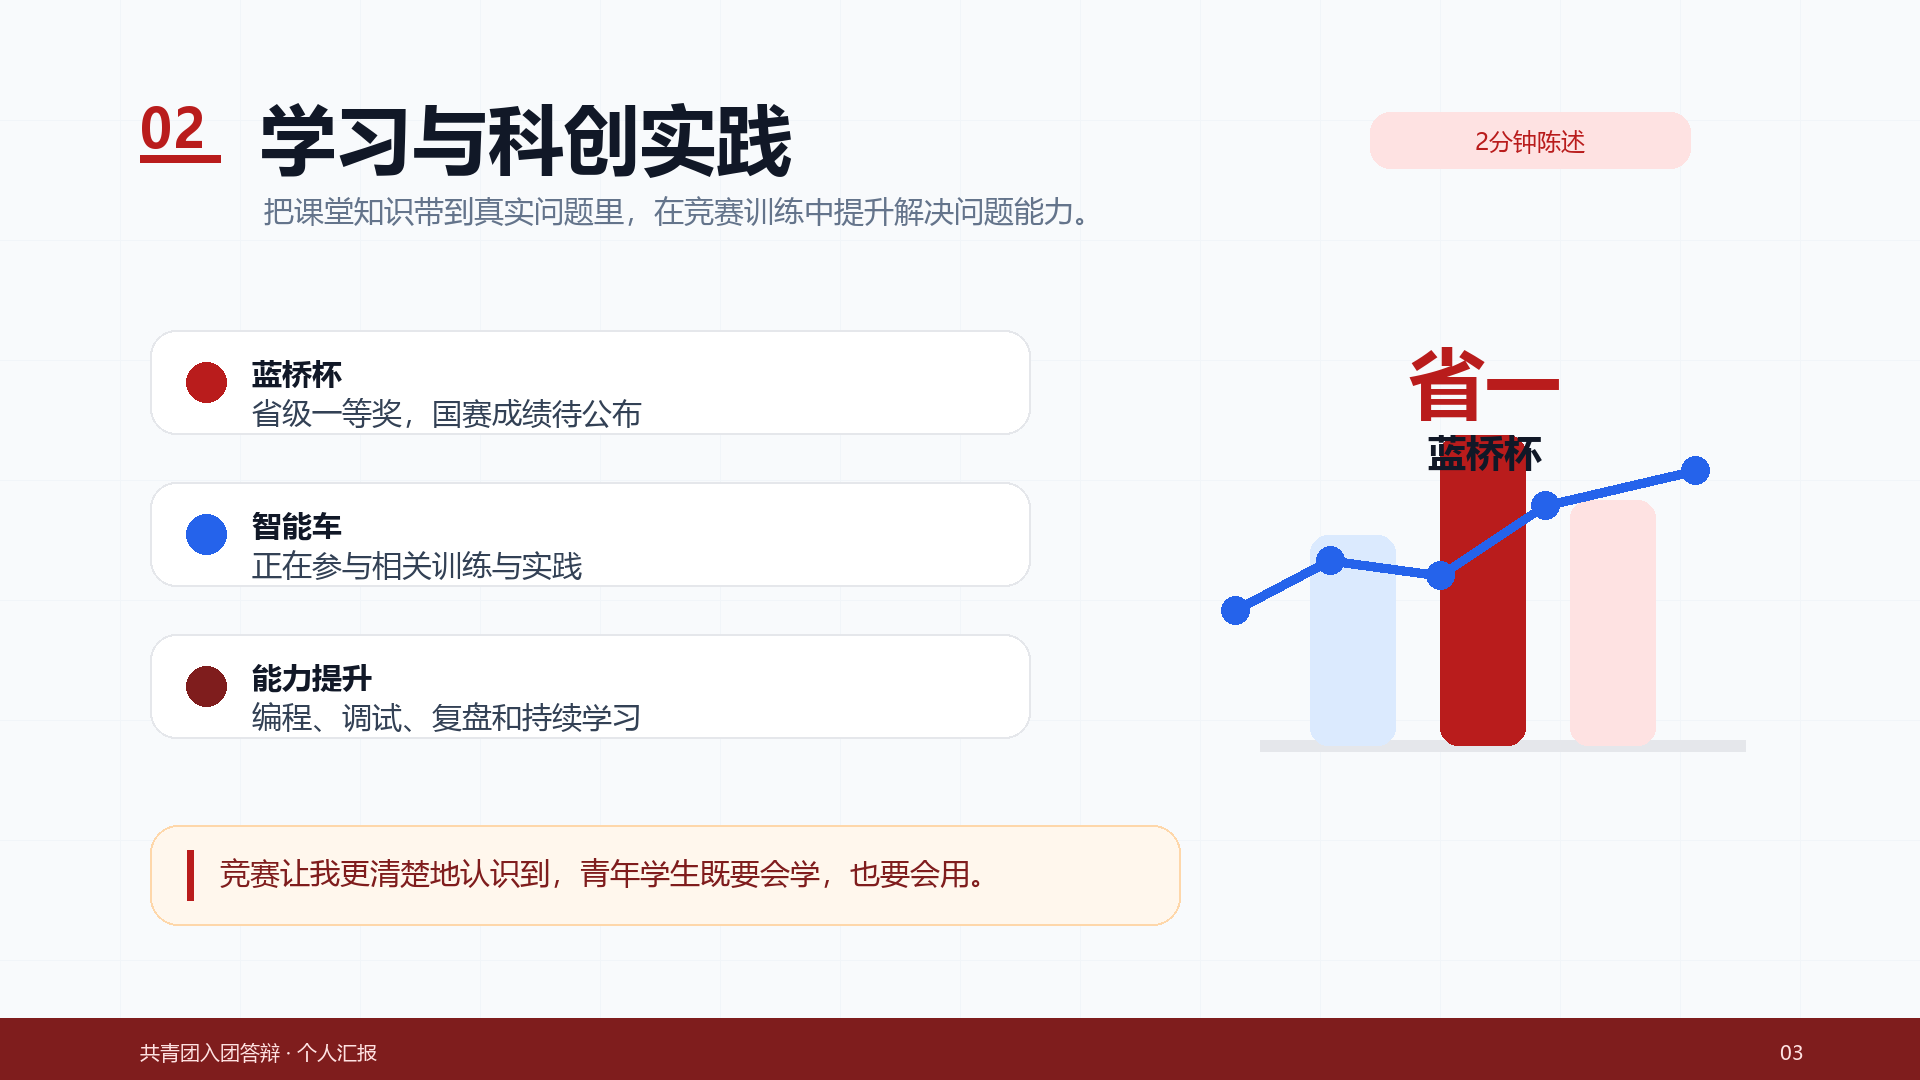 02 学习与科创实践
2分钟陈述
把课堂知识带到真实问题里，在竞赛训练中提升解决问题能力。
蓝桥杯
省级一等奖，国赛成绩待公布
智能车
正在参与相关训练与实践
能力提升
编程、调试、复盘和持续学习
省一
蓝桥杯
竞赛让我更清楚地认识到，青年学生既要会学，也要会用。
共青团入团答辩 · 个人汇报
03